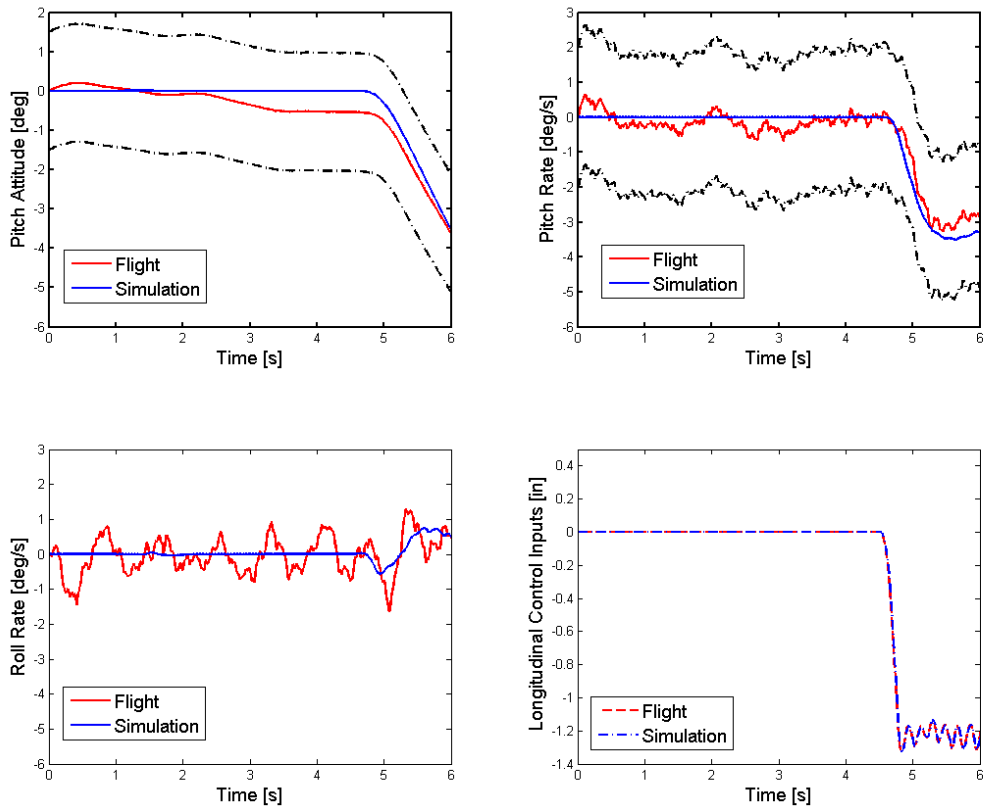 Pitch Attitude [deg]
2
1
0
-1
-2
-3
-4
-5
-6
Flight
Simulation
0 1 2 3 4 5 6
Time [s]
Pitch Rate [deg/s]
3
2
1
0
-1
-2
-3
-4
-5
-6
Flight
Simulation
0 1 2 3 4 5 6
Time [s]
Roll Rate [deg/s]
3
2
1
0
-1
-2
-3
-4
-5
-6
Flight
Simulation
0 1 2 3 4 5 6
Time [s]
Longitudinal Control Inputs [in]
0.4
0.2
0
-0.2
-0.4
-0.6
-0.8
-1
-1.2
-1.4
Flight
Simulation
0 1 2 3 4 5 6
Time [s]